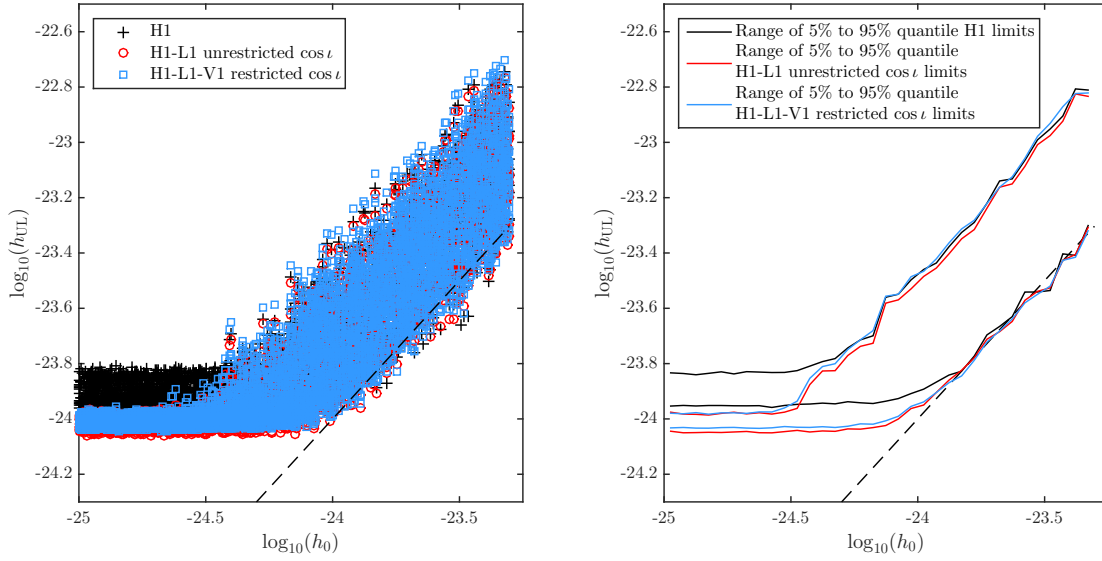 H1
H1-L1 unrestricted cos ι
H1-L1-V1 restricted cos ι
-22.6
-22.8
-23
-23.2
-23.4
-23.6
-23.8
-24
-24.2
log₁₀(h_UL)
-25
-24.5
-24
-23.5
log₁₀(h₀)
Range of 5% to 95% quantile H1 limits
Range of 5% to 95% quantile
H1-L1 unrestricted cos ι limits
Range of 5% to 95% quantile
H1-L1-V1 restricted cos ι limits
-22.6
-22.8
-23
-23.2
-23.4
-23.6
-23.8
-24
-24.2
log₁₀(h_UL)
-25
-24.5
-24
-23.5
log₁₀(h₀)